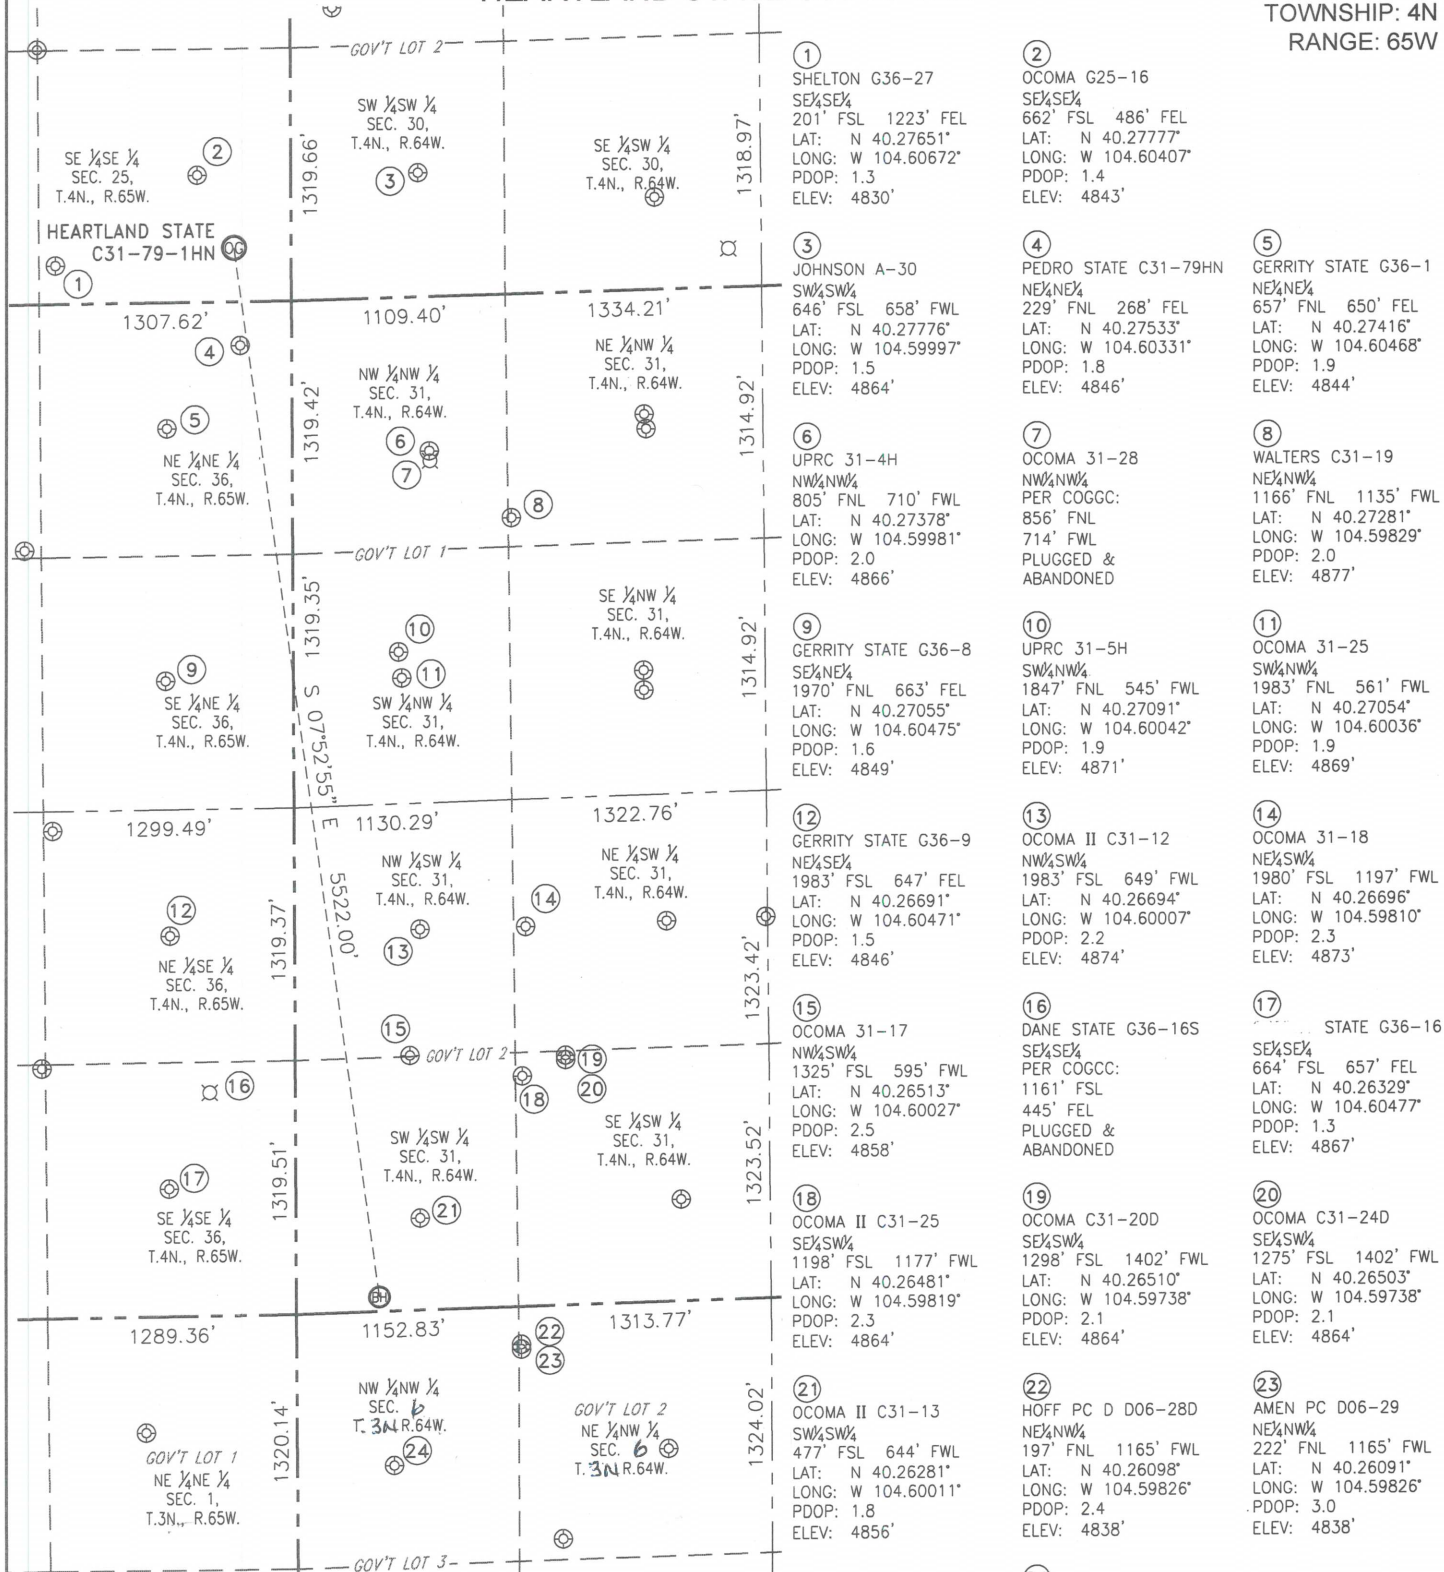 TOWNSHIP: 4N
RANGE: 65W
GOV'T LOT 2
SW ¼SW ¼
SEC. 30,
T.4N., R.64W.
1319.66'
SE ¼SE ¼
SEC. 25,
T.4N., R.65W.
2
3
SE ¼SW ¼
SEC. 30,
T.4N., R.64W.
1318.97'
HEARTLAND STATE
C31-79-1HN
OG
1
1307.62'
1109.40'
1334.21'
4
NE ¼NW ¼
SEC. 31,
T.4N., R.64W.
NW ¼NW ¼
SEC. 31,
T.4N., R.64W.
1319.42'
1314.92'
5
6
7
NE ¼NE ¼
SEC. 36,
T.4N., R.65W.
8
GOV'T LOT 1
1319.35'
SE ¼NW ¼
SEC. 31,
T.4N., R.64W.
1314.92'
10
9
11
SE ¼NE ¼
SEC. 36,
T.4N., R.65W.
SW ¼NW ¼
SEC. 31,
T.4N., R.64W.
S 07°52'55" E 5522.00'
1299.49'
1130.29'
1322.76'
NW ¼SW ¼
SEC. 31,
T.4N., R.64W.
NE ¼SW ¼
SEC. 31,
T.4N., R.64W.
12
14
13
1319.37'
1323.42'
NE ¼SE ¼
SEC. 36,
T.4N., R.65W.
15
GOV'T LOT 2
19
16
18
20
SW ¼SW ¼
SEC. 31,
T.4N., R.64W.
SE ¼SW ¼
SEC. 31,
T.4N., R.64W.
1319.51'
1323.52'
17
21
SE ¼SE ¼
SEC. 36,
T.4N., R.65W.
BH
1289.36'
1152.83'
1313.77'
22
23
NW ¼NW ¼
SEC. 6
T. 3N R.64W.
GOV'T LOT 2
NE ¼NW ¼
SEC. 6
T. 3N R.64W.
1320.14'
1324.02'
24
GOV'T LOT 1
NE ¼NE ¼
SEC. 1,
T.3N., R.65W.
GOV'T LOT 3
1
SHELTON G36-27
SE¼SE¼
201' FSL 1223' FEL
LAT: N 40.27651°
LONG: W 104.60672°
PDOP: 1.3
ELEV: 4830'
2
OCOMA G25-16
SE¼SE¼
662' FSL 486' FEL
LAT: N 40.27777°
LONG: W 104.60407°
PDOP: 1.4
ELEV: 4843'
3
JOHNSON A-30
SW¼SW¼
646' FSL 658' FWL
LAT: N 40.27776°
LONG: W 104.59997°
PDOP: 1.5
ELEV: 4864'
4
PEDRO STATE C31-79HN
NE¼NE¼
229' FNL 268' FEL
LAT: N 40.27533°
LONG: W 104.60331°
PDOP: 1.8
ELEV: 4846'
5
GERRITY STATE G36-1
NE¼NE¼
657' FNL 650' FEL
LAT: N 40.27416°
LONG: W 104.60468°
PDOP: 1.9
ELEV: 4844'
6
UPRC 31-4H
NW¼NW¼
805' FNL 710' FWL
LAT: N 40.27378°
LONG: W 104.59981°
PDOP: 2.0
ELEV: 4866'
7
OCOMA 31-28
NW¼NW¼
PER COGGC:
856' FNL
714' FWL
PLUGGED &
ABANDONED
8
WALTERS C31-19
NE¼NW¼
1166' FNL 1135' FWL
LAT: N 40.27281°
LONG: W 104.59829°
PDOP: 2.0
ELEV: 4877'
9
GERRITY STATE G36-8
SE¼NE¼
1970' FNL 663' FEL
LAT: N 40.27055°
LONG: W 104.60475°
PDOP: 1.6
ELEV: 4849'
10
UPRC 31-5H
SW¼NW¼
1847' FNL 545' FWL
LAT: N 40.27091°
LONG: W 104.60042°
PDOP: 1.9
ELEV: 4871'
11
OCOMA 31-25
SW¼NW¼
1983' FNL 561' FWL
LAT: N 40.27054°
LONG: W 104.60036°
PDOP: 1.9
ELEV: 4869'
12
GERRITY STATE G36-9
NE¼SE¼
1983' FSL 647' FEL
LAT: N 40.26691°
LONG: W 104.60471°
PDOP: 1.5
ELEV: 4846'
13
OCOMA II C31-12
NW¼SW¼
1983' FSL 649' FWL
LAT: N 40.26694°
LONG: W 104.60007°
PDOP: 2.2
ELEV: 4874'
14
OCOMA 31-18
NE¼SW¼
1980' FSL 1197' FWL
LAT: N 40.26696°
LONG: W 104.59810°
PDOP: 2.3
ELEV: 4873'
15
OCOMA 31-17
NW¼SW¼
1325' FSL 595' FWL
LAT: N 40.26513°
LONG: W 104.60027°
PDOP: 2.5
ELEV: 4858'
16
DANE STATE G36-16S
SE¼SE¼
PER COGCC:
1161' FSL
445' FEL
PLUGGED &
ABANDONED
17
STATE G36-16
SE¼SE¼
664' FSL 657' FEL
LAT: N 40.26329°
LONG: W 104.60477°
PDOP: 1.3
ELEV: 4867'
18
OCOMA II C31-25
SE¼SW¼
1198' FSL 1177' FWL
LAT: N 40.26481°
LONG: W 104.59819°
PDOP: 2.3
ELEV: 4864'
19
OCOMA C31-20D
SE¼SW¼
1298' FSL 1402' FWL
LAT: N 40.26510°
LONG: W 104.59738°
PDOP: 2.1
ELEV: 4864'
20
OCOMA C31-24D
SE¼SW¼
1275' FSL 1402' FWL
LAT: N 40.26503°
LONG: W 104.59738°
PDOP: 2.1
ELEV: 4864'
21
OCOMA II C31-13
SW¼SW¼
477' FSL 644' FWL
LAT: N 40.26281°
LONG: W 104.60011°
PDOP: 1.8
ELEV: 4856'
22
HOFF PC D D06-28D
NE¼NW¼
197' FNL 1165' FWL
LAT: N 40.26098°
LONG: W 104.59826°
PDOP: 2.4
ELEV: 4838'
23
AMEN PC D06-29
NE¼NW¼
222' FNL 1165' FWL
LAT: N 40.26091°
LONG: W 104.59826°
PDOP: 3.0
ELEV: 4838'